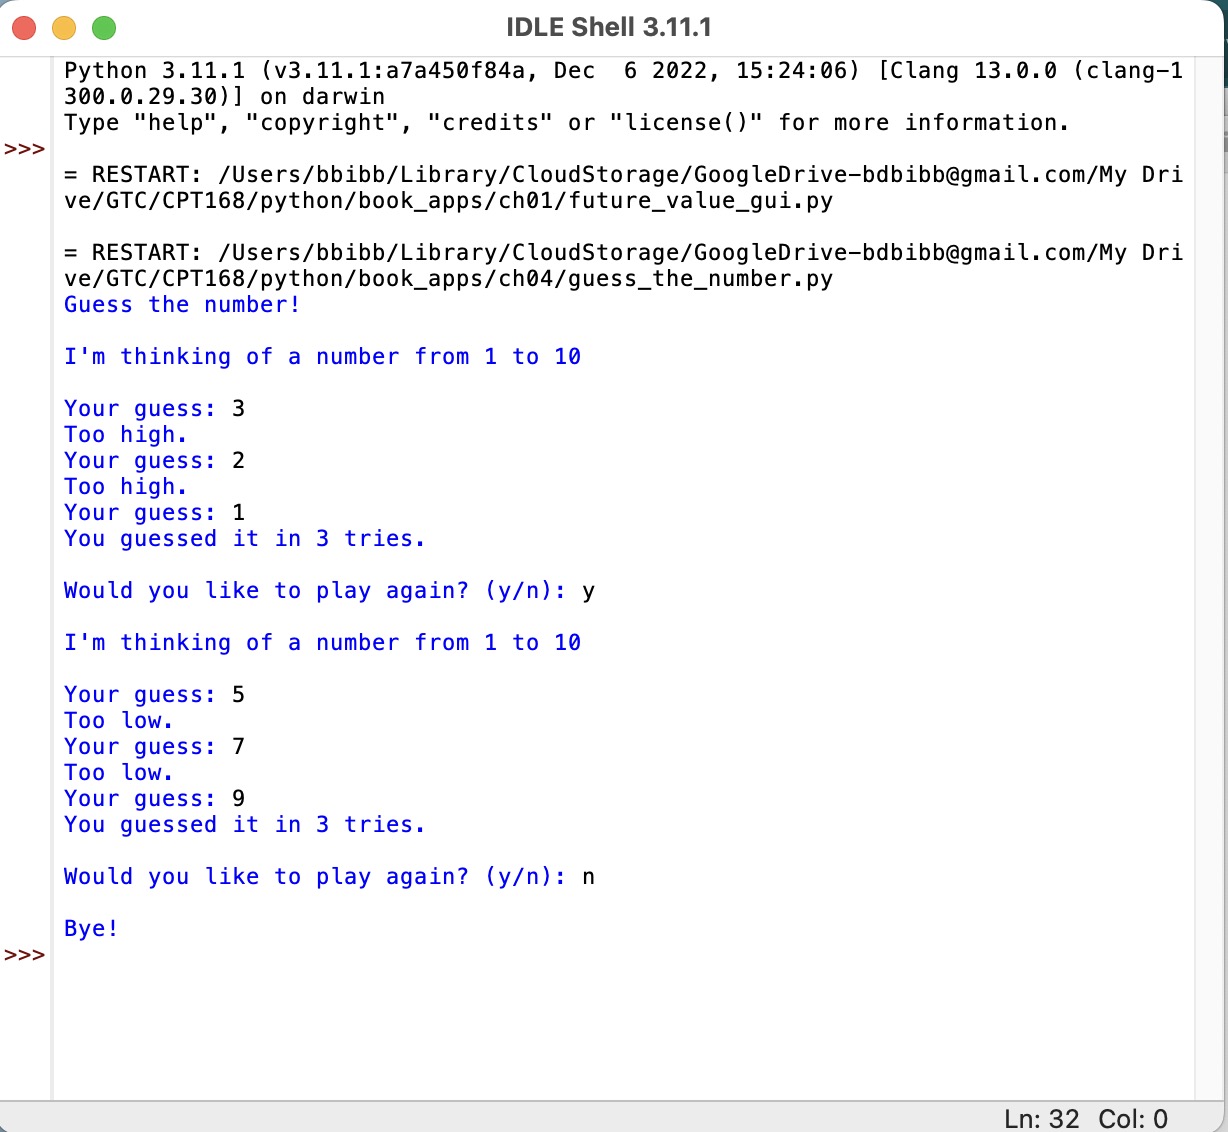 IDLE Shell 3.11.1
Python 3.11.1 (v3.11.1:a7a450f84a, Dec  6 2022, 15:24:06) [Clang 13.0.0 (clang-1
300.0.29.30)] on darwin
Type "help", "copyright", "credits" or "license()" for more information.
>>>
= RESTART: /Users/bbibb/Library/CloudStorage/GoogleDrive-bdbibb@gmail.com/My Dri
ve/GTC/CPT168/python/book_apps/ch01/future_value_gui.py
= RESTART: /Users/bbibb/Library/CloudStorage/GoogleDrive-bdbibb@gmail.com/My Dri
ve/GTC/CPT168/python/book_apps/ch04/guess_the_number.py
Guess the number!
I'm thinking of a number from 1 to 10
Your guess: 3
Too high.
Your guess: 2
Too high.
Your guess: 1
You guessed it in 3 tries.
Would you like to play again? (y/n): y
I'm thinking of a number from 1 to 10
Your guess: 5
Too low.
Your guess: 7
Too low.
Your guess: 9
You guessed it in 3 tries.
Would you like to play again? (y/n): n
Bye!
>>>
Ln: 32  Col: 0